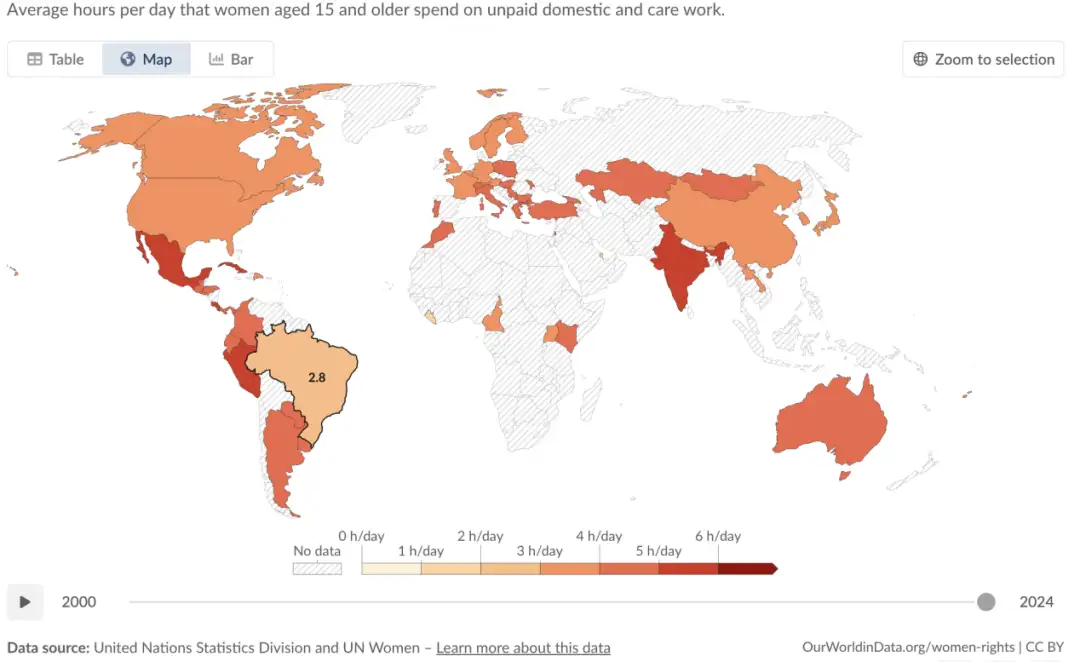 Average hours per day that women aged 15 and older spend on unpaid domestic and care work.
Table Map Bar Zoom to selection
2.8
0 h/day 2 h/day 4 h/day 6 h/day
No data 1 h/day 3 h/day 5 h/day
2000 2024
Data source: United Nations Statistics Division and UN Women – Learn more about this data OurWorldinData.org/women-rights | CC BY